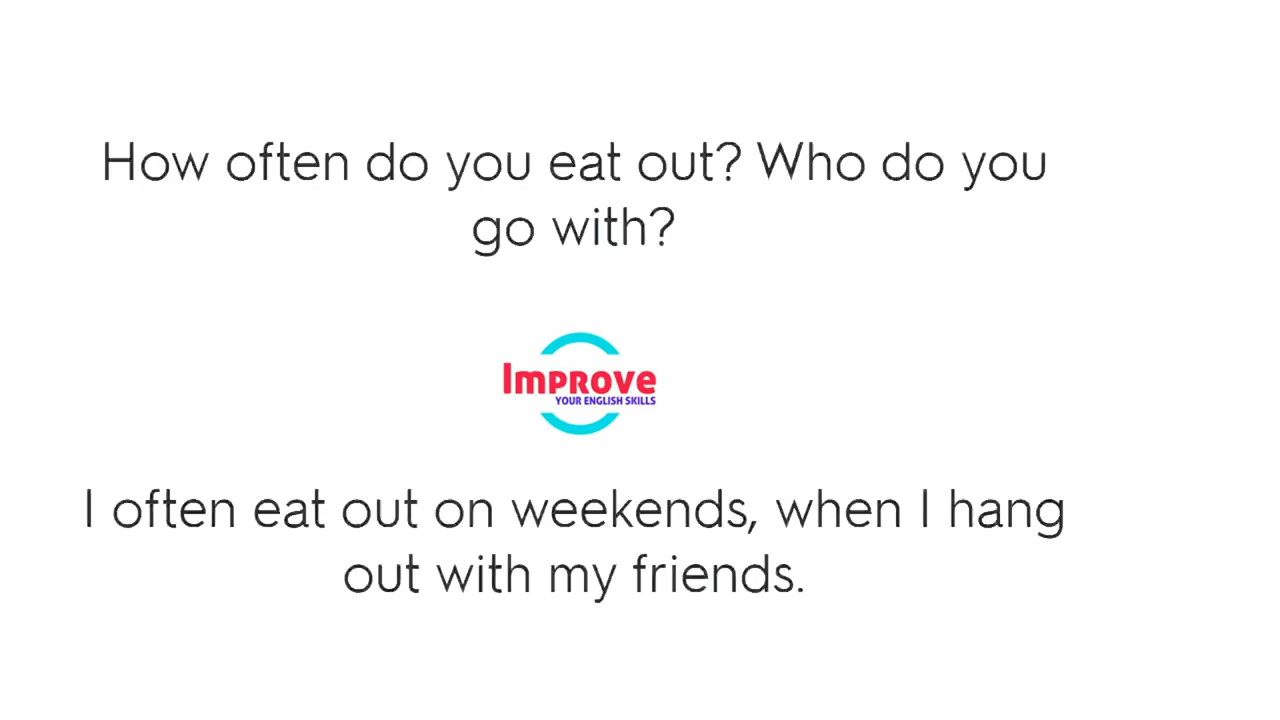 How often do you eat out? Who do you
go with?
Improve
YOUR ENGLISH SKILLS
I often eat out on weekends, when I hang
out with my friends.